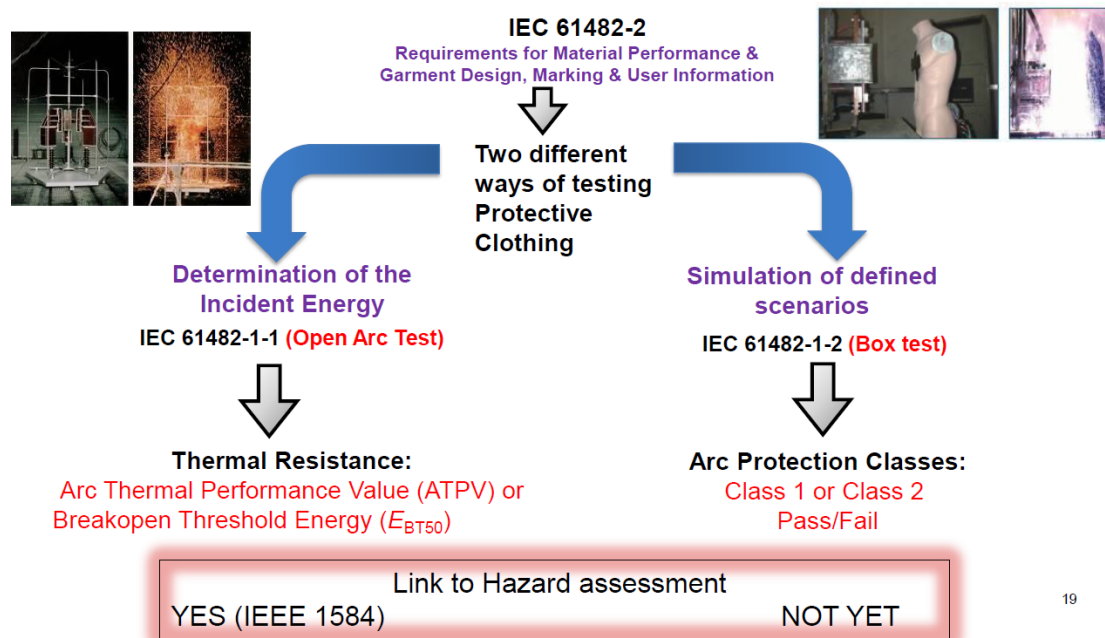 IEC 61482-2
Requirements for Material Performance &
Garment Design, Marking & User Information
Two different
ways of testing
Protective
Clothing
Determination of the
Incident Energy
IEC 61482-1-1 (Open Arc Test)
Thermal Resistance:
Arc Thermal Performance Value (ATPV) or
Breakopen Threshold Energy (EBT50)
Simulation of defined
scenarios
IEC 61482-1-2 (Box test)
Arc Protection Classes:
Class 1 or Class 2
Pass/Fail
Link to Hazard assessment
YES (IEEE 1584) NOT YET
19